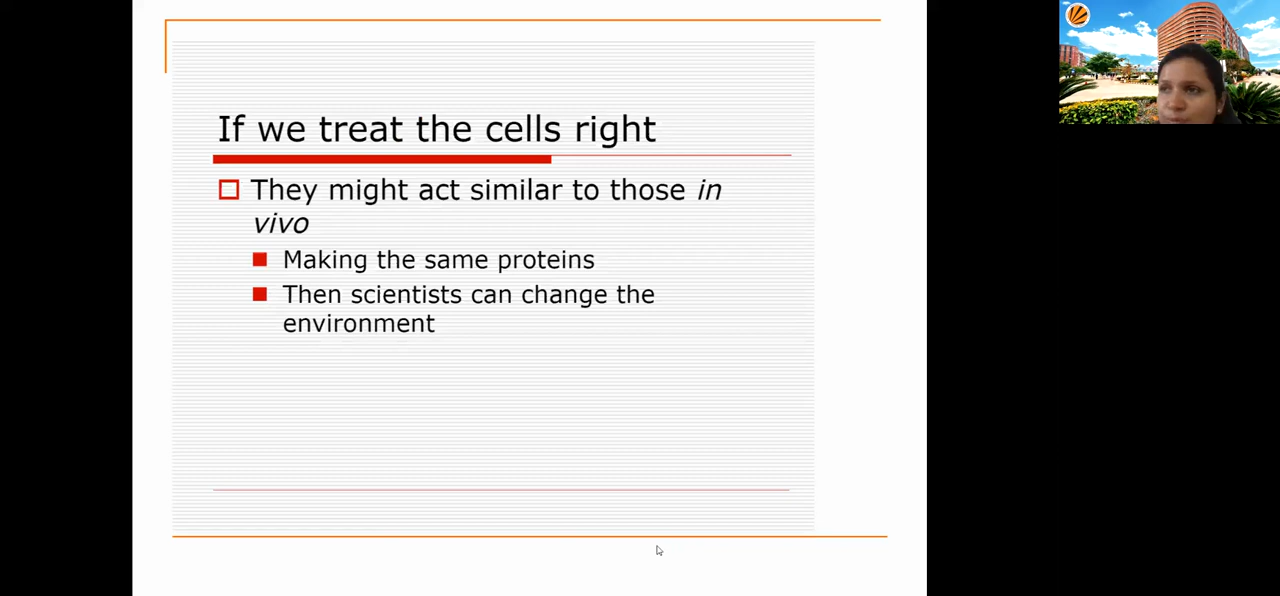 If we treat the cells right
They might act similar to those in
vivo
Making the same proteins
Then scientists can change the
environment